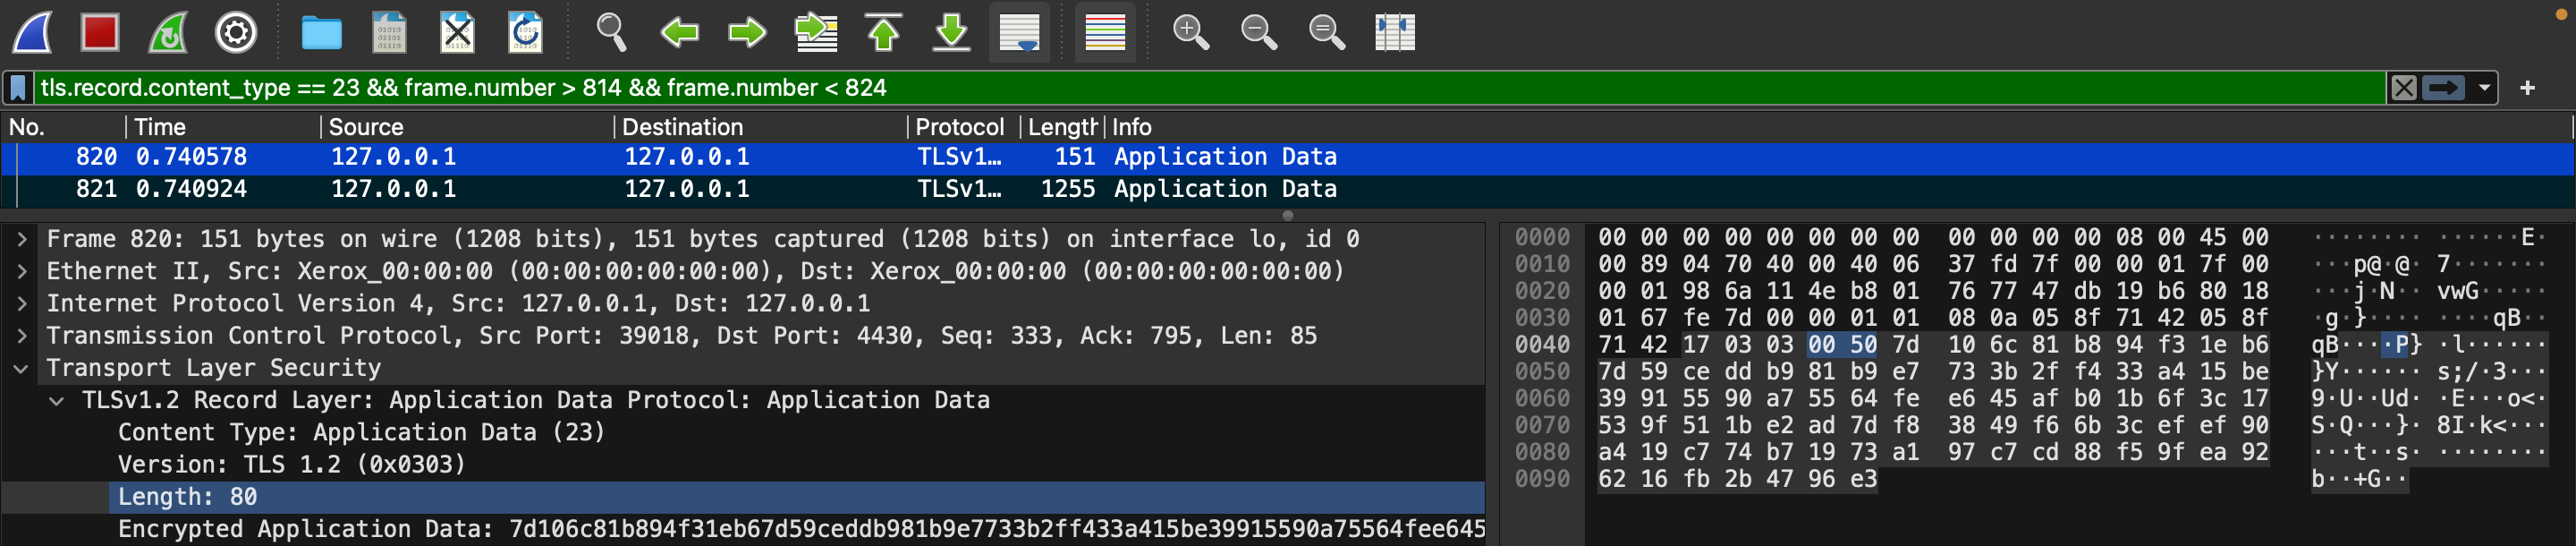 tls.record.content_type == 23 && frame.number > 814 && frame.number < 824
No. Time Source Destination Protocol Length Info
820 0.740578 127.0.0.1 127.0.0.1 TLSv1… 151 Application Data
821 0.740924 127.0.0.1 127.0.0.1 TLSv1… 1255 Application Data
Frame 820: 151 bytes on wire (1208 bits), 151 bytes captured (1208 bits) on interface lo, id 0
Ethernet II, Src: Xerox_00:00:00 (00:00:00:00:00:00), Dst: Xerox_00:00:00 (00:00:00:00:00:00)
Internet Protocol Version 4, Src: 127.0.0.1, Dst: 127.0.0.1
Transmission Control Protocol, Src Port: 39018, Dst Port: 4430, Seq: 333, Ack: 795, Len: 85
Transport Layer Security
TLSv1.2 Record Layer: Application Data Protocol: Application Data
Content Type: Application Data (23)
Version: TLS 1.2 (0x0303)
Length: 80
Encrypted Application Data: 7d106c81b894f31eb67d59ceddb981b9e7733b2ff433a415be39915590a75564fee645
0000 00 00 00 00 00 00 00 00 00 00 00 00 08 00 45 00 ········ ······E·
0010 00 89 04 70 40 00 40 06 37 fd 7f 00 00 01 7f 00 ···p@·@· 7·······
0020 00 01 98 6a 11 4e b8 01 76 77 47 db 19 b6 80 18 ···j·N·· vwG·····
0030 01 67 fe 7d 00 00 01 01 08 0a 05 8f 71 42 05 8f ·g·}···· ····qB··
0040 71 42 17 03 03 00 50 7d 10 6c 81 b8 94 f3 1e b6 qB····P} ·l······
0050 7d 59 ce dd b9 81 b9 e7 73 3b 2f f4 33 a4 15 be }Y······ s;/·3···
0060 39 91 55 90 a7 55 64 fe e6 45 af b0 1b 6f 3c 17 9·U··Ud· ·E···o<·
0070 53 9f 51 1b e2 ad 7d f8 38 49 f6 6b 3c ef ef 90 S·Q···}· 8I·k<···
0080 a4 19 c7 74 b7 19 73 a1 97 c7 cd 88 f5 9f ea 92 ···t··s· ········
0090 62 16 fb 2b 47 96 e3 b··+G··